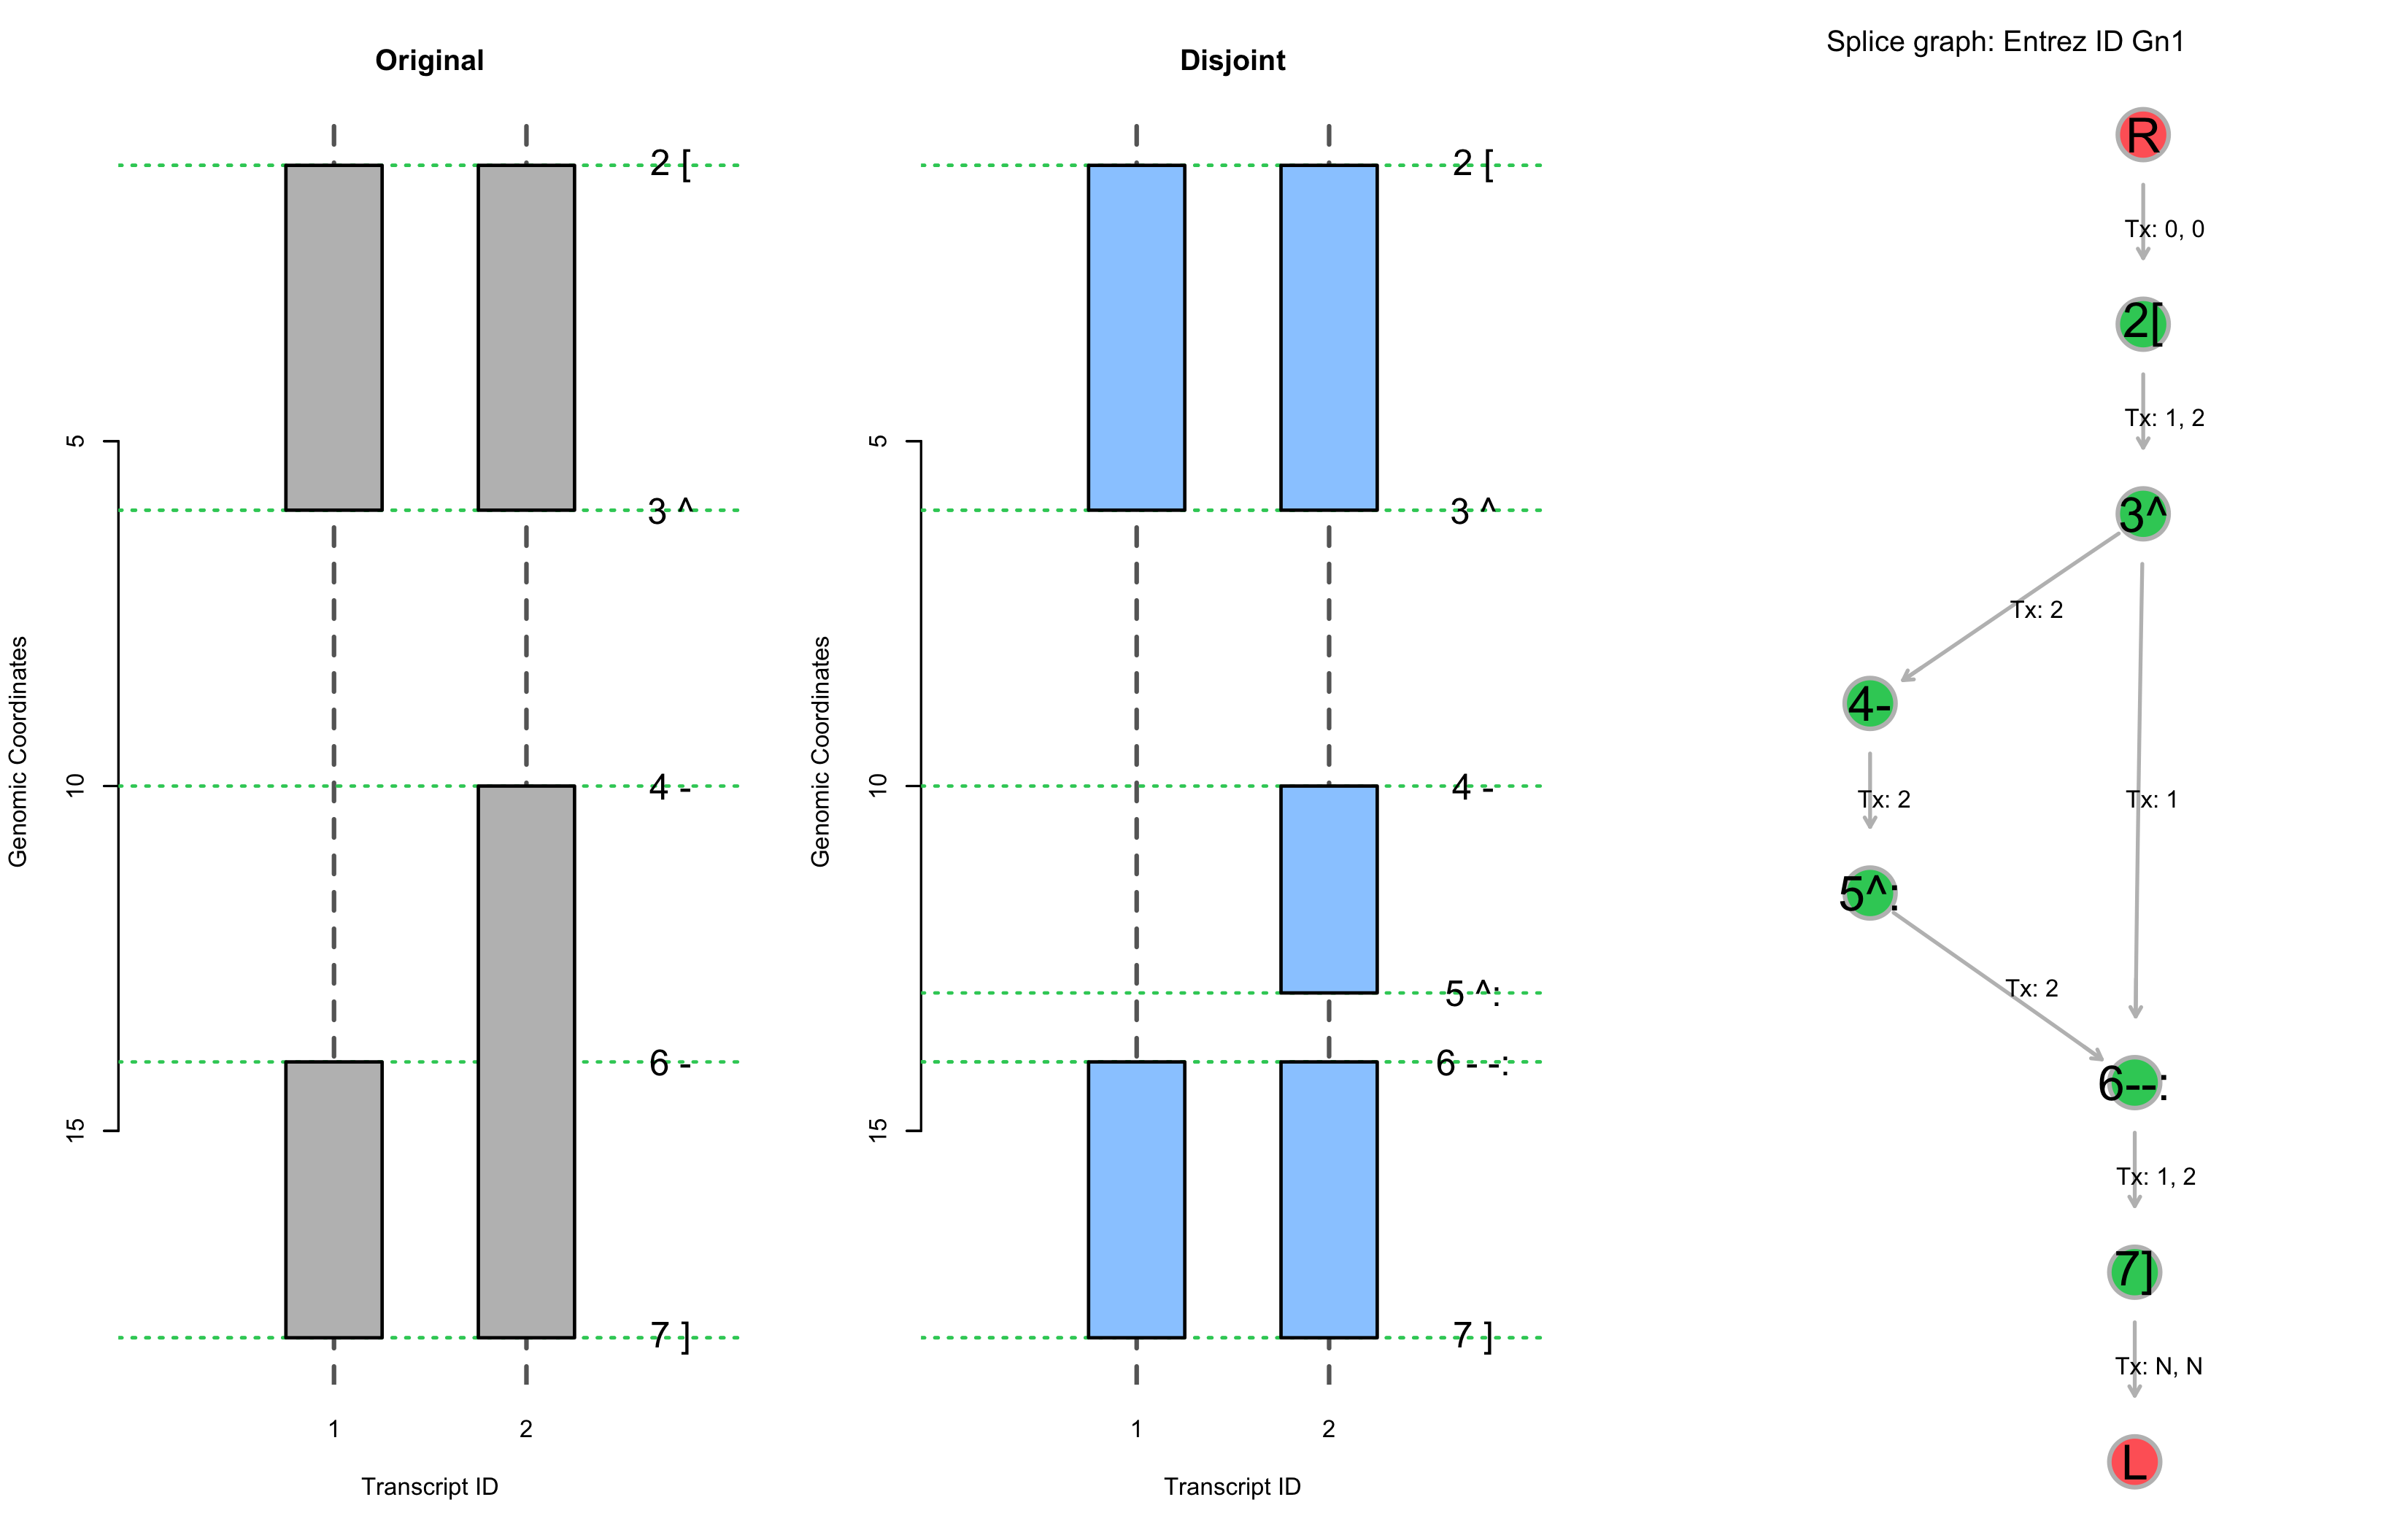 Original
2 [
5
3 ^
10
4 -
6 -
15
7 ]
Genomic Coordinates
1
2
Transcript ID
Disjoint
2 [
5
3 ^
10
4 -
5 ^:
6 - -:
15
7 ]
Genomic Coordinates
1
2
Transcript ID
Splice graph: Entrez ID Gn1
R
Tx: 0, 0
2[
Tx: 1, 2
3^
Tx: 2
4-
Tx: 2
Tx: 1
5^:
Tx: 2
6--:
Tx: 1, 2
7]
Tx: N, N
L